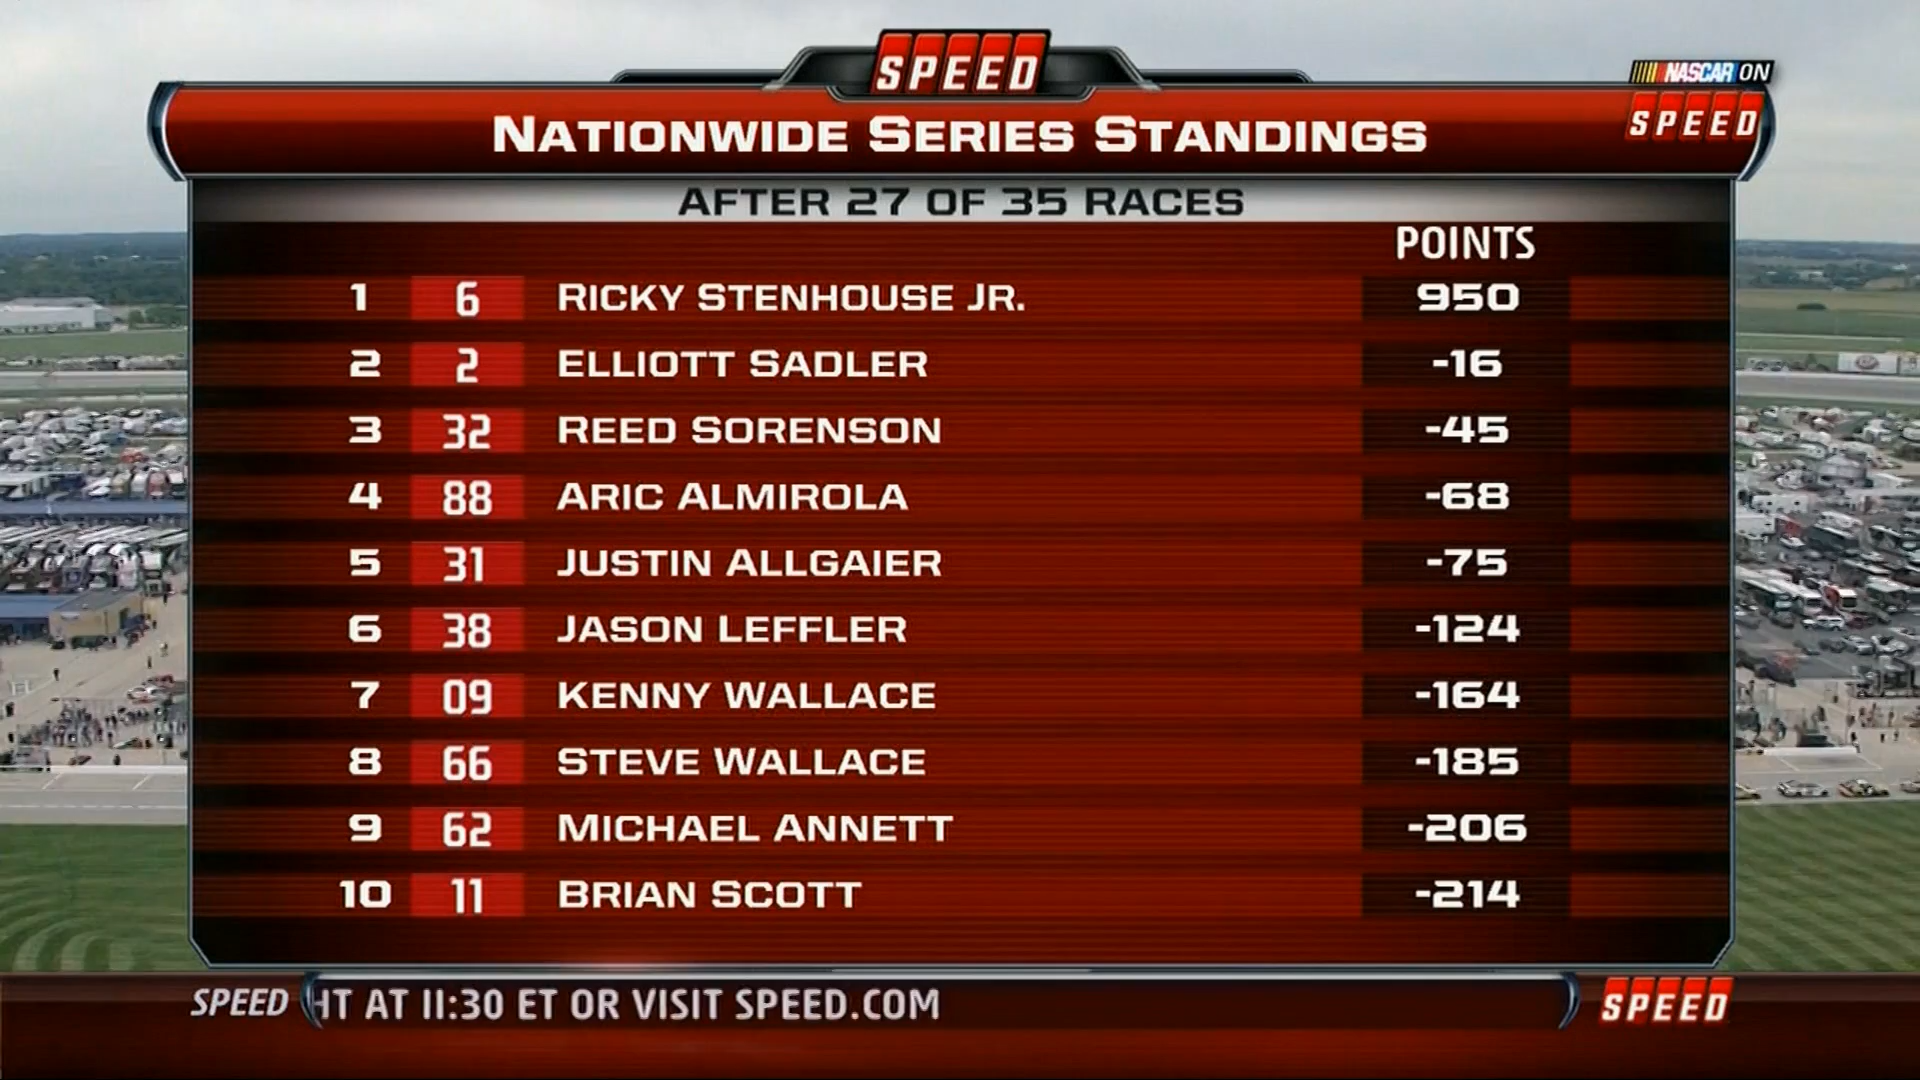 SPEED
NASCAR ON
SPEED
NATIONWIDE SERIES STANDINGS
AFTER 27 OF 35 RACES
POINTS
1 6 RICKY STENHOUSE JR. 950
2 2 ELLIOTT SADLER -16
3 32 REED SORENSON -45
4 88 ARIC ALMIROLA -68
5 31 JUSTIN ALLGAIER -75
6 38 JASON LEFFLER -124
7 09 KENNY WALLACE -164
8 66 STEVE WALLACE -185
9 62 MICHAEL ANNETT -206
10 11 BRIAN SCOTT -214
SPEED HT AT 11:30 ET OR VISIT SPEED.COM SPEED